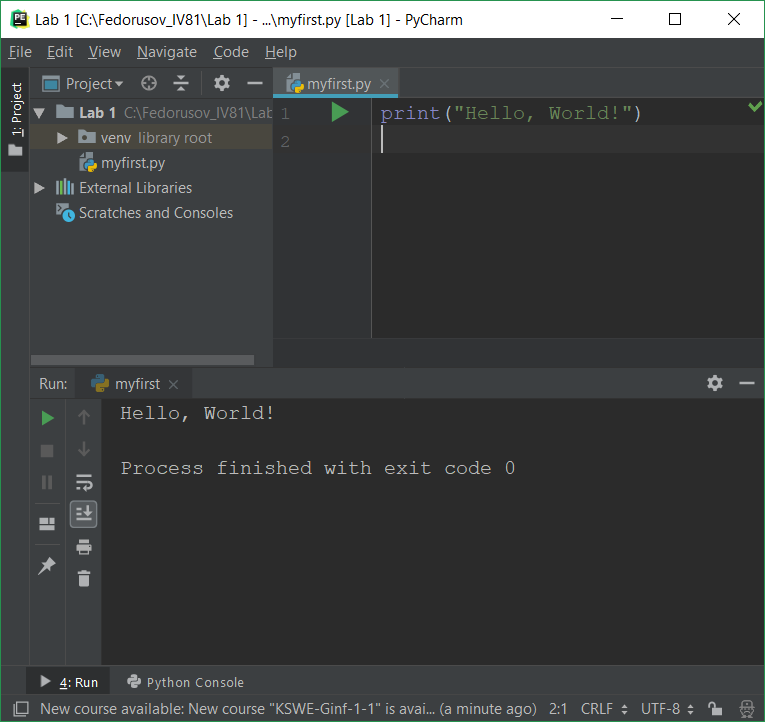 PE Lab 1 [C:\Fedorusov_IV81\Lab 1] - ...\myfirst.py [Lab 1] - PyCharm
File Edit View Navigate Code Help
1: Project
Project
myfirst.py
Lab 1 C:\Fedorusov_IV81\Lab
venv library root
myfirst.py
External Libraries
Scratches and Consoles
1 print("Hello, World!")
2
Run: myfirst
Hello, World!
Process finished with exit code 0
4: Run Python Console
New course available: New course "KSWE-Ginf-1-1" is avai... (a minute ago) 2:1 CRLF UTF-8